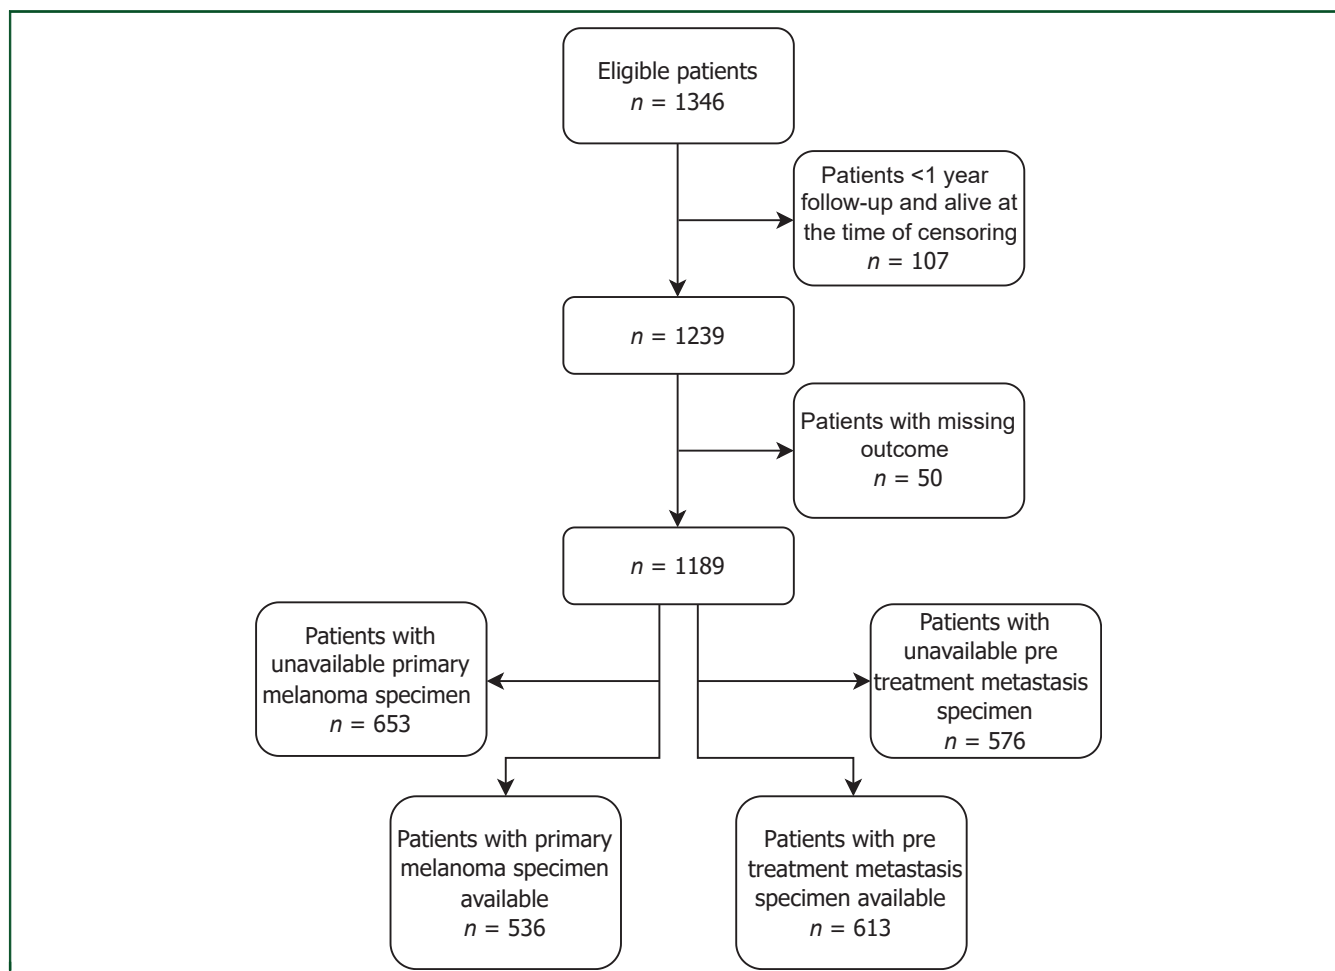 Eligible patients
n = 1346
Patients <1 year
follow-up and alive at
the time of censoring
n = 107
n = 1239
Patients with missing
outcome
n = 50
n = 1189
Patients with
unavailable primary
melanoma specimen
n = 653
Patients with
unavailable pre
treatment metastasis
specimen
n = 576
Patients with primary
melanoma specimen
available
n = 536
Patients with pre
treatment metastasis
specimen available
n = 613